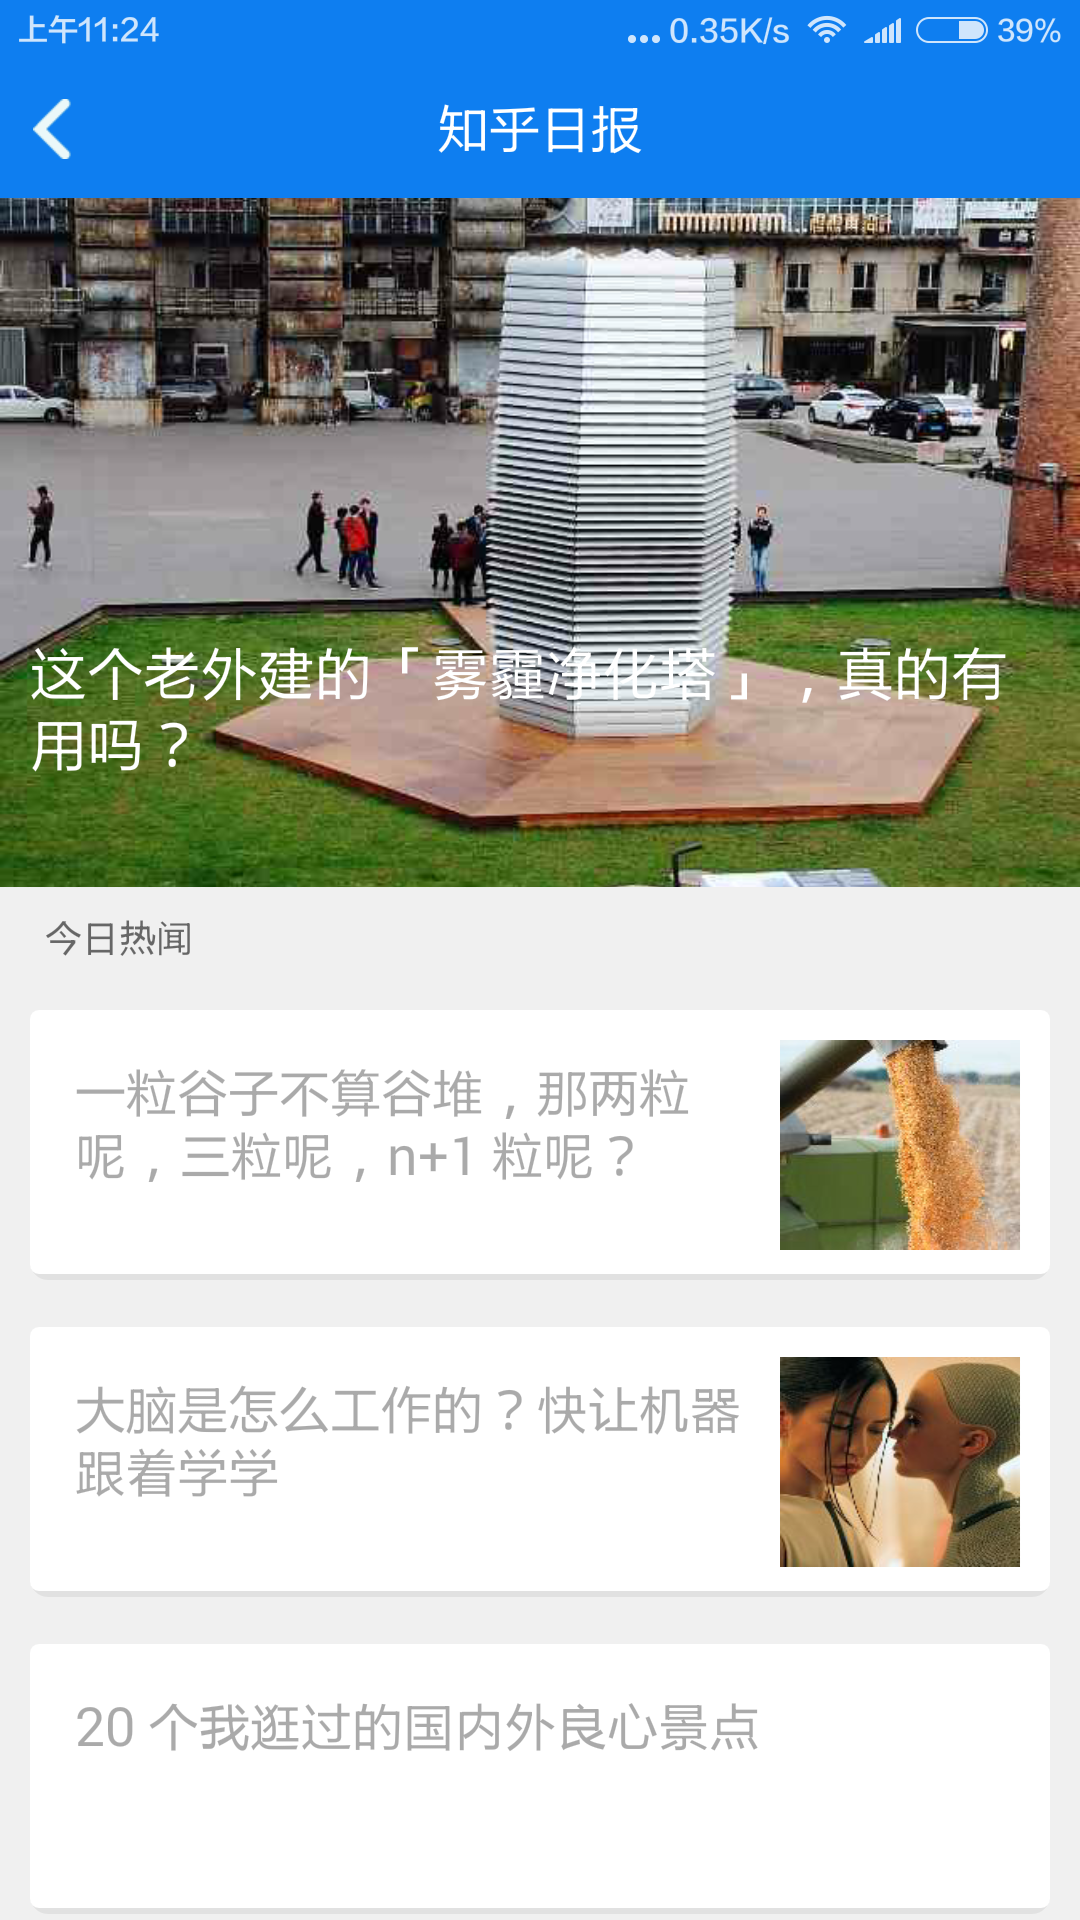 上午11:24
... 0.35K/s
39%
知乎日报
这个老外建的「雾霾净化塔」，真的有
用吗？
今日热闻
一粒谷子不算谷堆，那两粒
呢，三粒呢，n+1 粒呢？
大脑是怎么工作的？快让机器
跟着学学
20 个我逛过的国内外良心景点